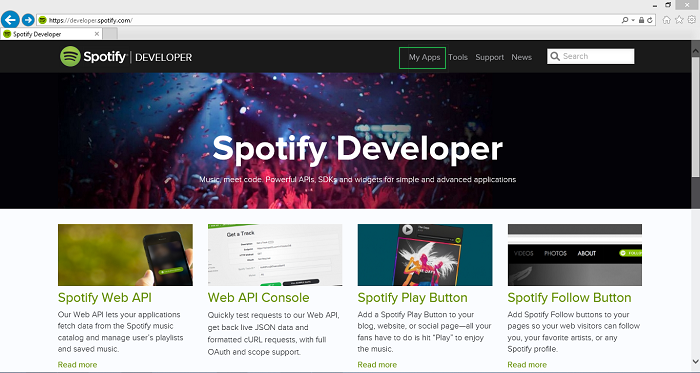 https://developer.spotify.com/
Spotify Developer
Spotify DEVELOPER
My Apps Tools Support News Search
Spotify Developer
Music, meet code. Powerful APIs, SDKs and widgets for simple and advanced applications
Get a Track
VIDEOS PHOTOS ABOUT
Spotify Web API
Our Web API lets your applications
fetch data from the Spotify music
catalog and manage user's playlists
and saved music.
Read more
Web API Console
Quickly test requests to our Web API,
get back live JSON data and
formatted cURL requests, with full
OAuth and scope support.
Spotify Play Button
Add a Spotify Play Button to your
blog, website, or social page—all your
fans have to do is hit "Play" to enjoy
the music.
Read more
Spotify Follow Button
Add Spotify Follow buttons to your
pages so your web visitors can follow
you, your favorite artists, or any
Spotify profile.
Read more